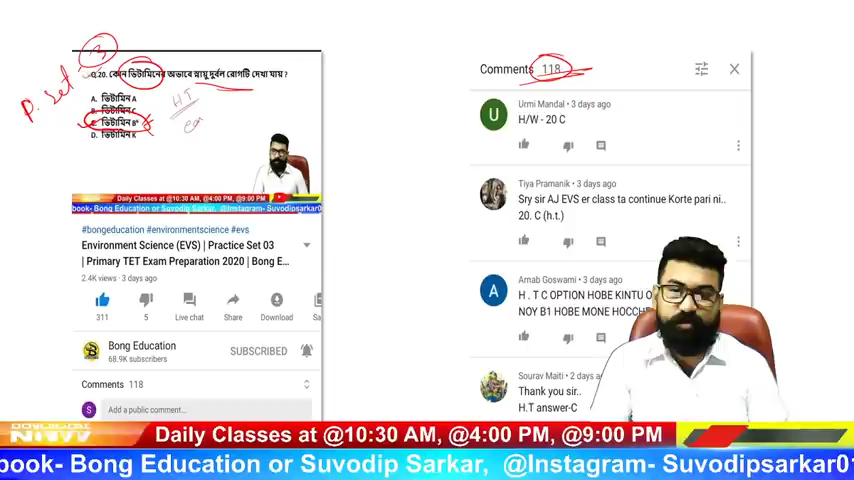 P. Set - 3
Q.20. কোন ভিটামিনের অভাবে স্নায়ু দুর্বল রোগটি দেখা যায় ?
A. ভিটামিন A
B. ভিটামিন C
C. ভিটামিন B
D. ভিটামিন K
HT
Daily Classes at @10:30 AM, @4:00 PM, @9:00 PM
book- Bong Education or Suvodip Sarkar, @Instagram- Suvodipsarkar0
#bongeducation #environmentscience #evs
Environment Science (EVS) | Practice Set 03
| Primary TET Exam Preparation 2020 | Bong E...
2.4K views · 3 days ago
311
5
Live chat
Share
Download
Sa
Bong Education
68.9K subscribers
SUBSCRIBED
Comments 118
S
Add a public comment...
Comments 118
U
Urmi Mandal • 3 days ago
H/W - 20 C
Tiya Pramanik • 3 days ago
Sry sir AJ EVS er class ta continue Korte pari ni..
20. C (h.t.)
A
Arnab Goswami • 3 days ago
H . T C OPTION HOBE KINTU
NOY B1 HOBE MONE HOCCHE
Sourav Maiti • 2 days a
Thank you sir..
H.T answer-C
Daily Classes at @10:30 AM, @4:00 PM, @9:00 PM
book- Bong Education or Suvodip Sarkar, @Instagram- Suvodipsarkar01